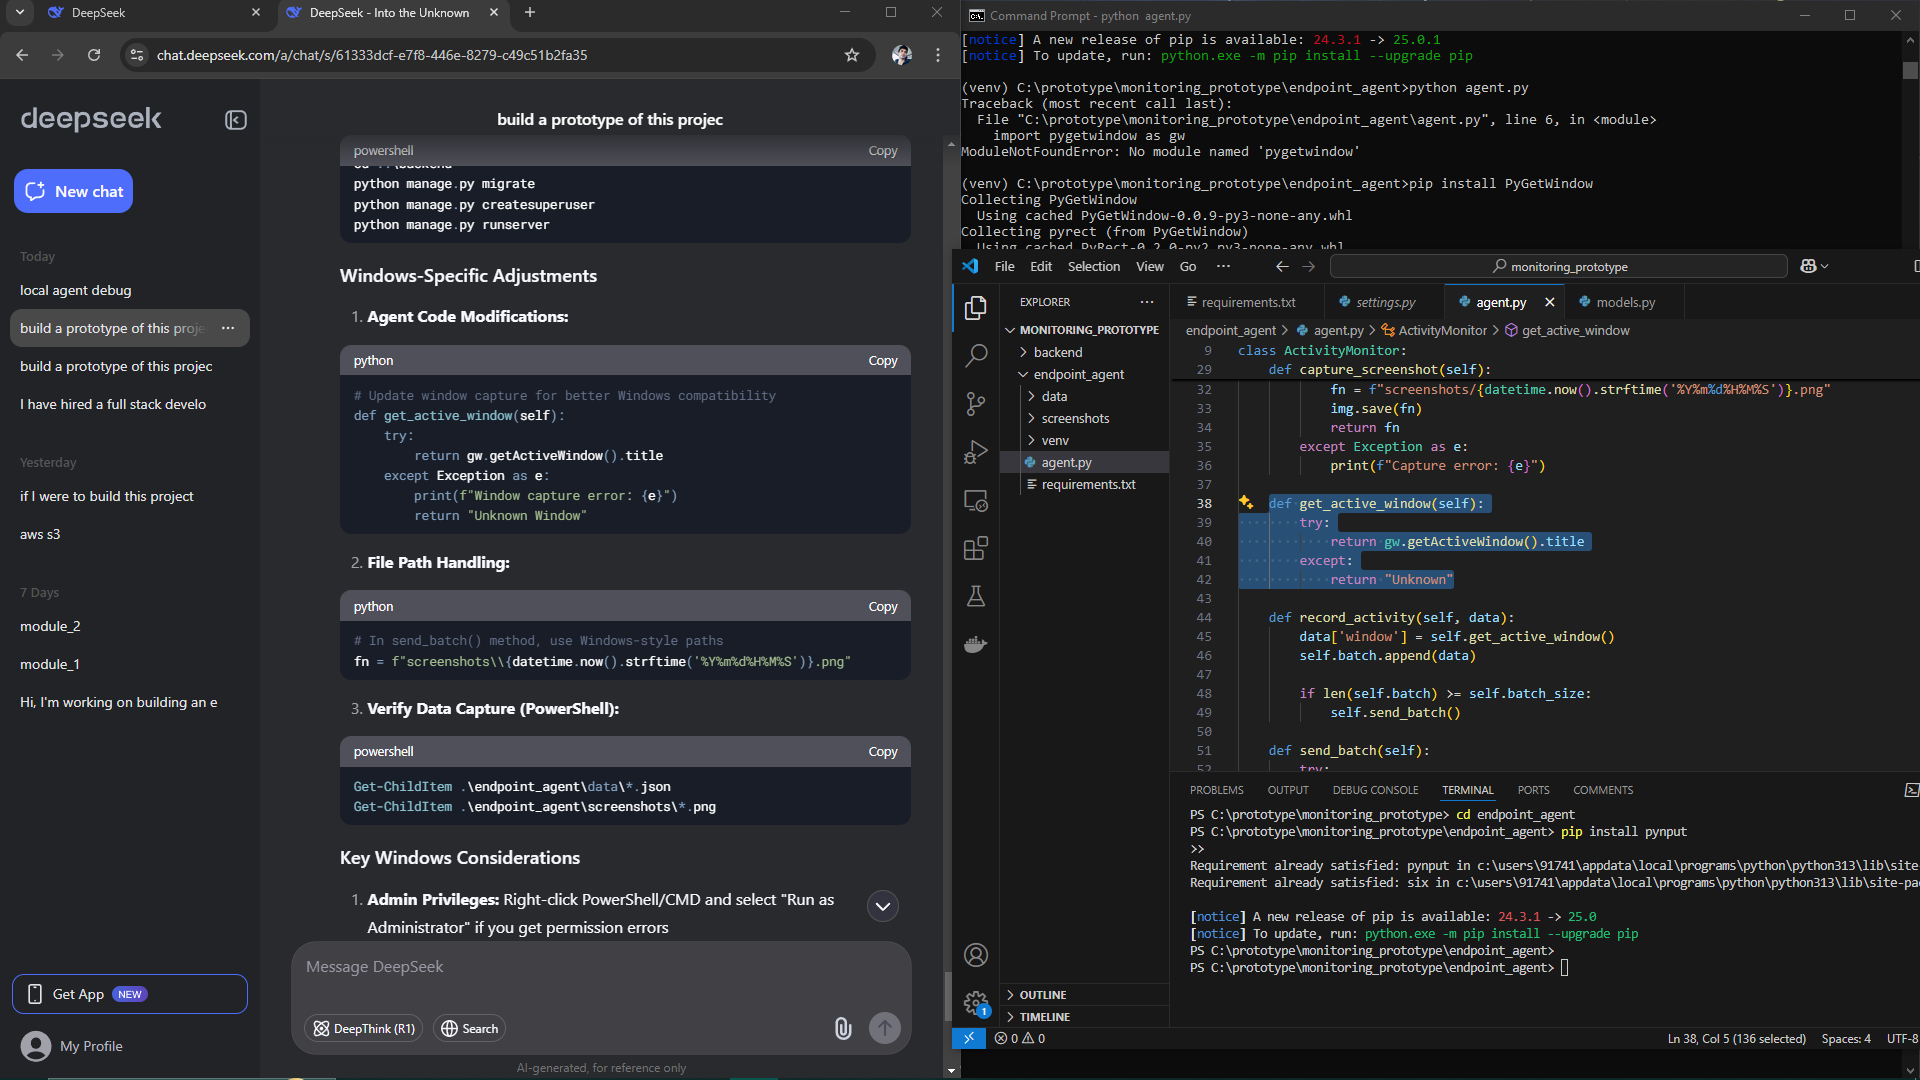 DeepSeek
DeepSeek - Into the Unknown
chat.deepseek.com/a/chat/s/61333dcf-e7f8-446e-8279-c49c51b2fa35
deepseek
New chat
Today
local agent debug
build a prototype of this proje
build a prototype of this projec
I have hired a full stack develo
Yesterday
if I were to build this project
aws s3
7 Days
module_2
module_1
Hi, I'm working on building an e
Get App NEW
My Profile
build a prototype of this projec
powershell Copy
python manage.py migrate
python manage.py createsuperuser
python manage.py runserver
Windows-Specific Adjustments
1. Agent Code Modifications:
python Copy
# Update window capture for better Windows compatibility
def get_active_window(self):
    try:
        return gw.getActiveWindow().title
    except Exception as e:
        print(f"Window capture error: {e}")
        return "Unknown Window"
2. File Path Handling:
python Copy
# In send_batch() method, use Windows-style paths
fn = f"screenshots\\{datetime.now().strftime('%Y%m%d%H%M%S')}.png"
3. Verify Data Capture (PowerShell):
powershell Copy
Get-ChildItem .\endpoint_agent\data\*.json
Get-ChildItem .\endpoint_agent\screenshots\*.png
Key Windows Considerations
1. Admin Privileges: Right-click PowerShell/CMD and select "Run as
Administrator" if you get permission errors
Message DeepSeek
DeepThink (R1) Search
AI-generated, for reference only
Command Prompt - python agent.py
[notice] A new release of pip is available: 24.3.1 -> 25.0.1
[notice] To update, run: python.exe -m pip install --upgrade pip
(venv) C:\prototype\monitoring_prototype\endpoint_agent>python agent.py
Traceback (most recent call last):
  File "C:\prototype\monitoring_prototype\endpoint_agent\agent.py", line 6, in <module>
    import pygetwindow as gw
ModuleNotFoundError: No module named 'pygetwindow'
(venv) C:\prototype\monitoring_prototype\endpoint_agent>pip install PyGetWindow
Collecting PyGetWindow
  Using cached PyGetWindow-0.0.9-py3-none-any.whl
Collecting pyrect (from PyGetWindow)
  Using cached PyRect-0.2.0-py2.py3-none-any.whl
File Edit Selection View Go ··· monitoring_prototype
EXPLORER ···
MONITORING_PROTOTYPE
backend
endpoint_agent
data
screenshots
venv
agent.py
requirements.txt
OUTLINE
TIMELINE
requirements.txt settings.py agent.py models.py
endpoint_agent > agent.py > ActivityMonitor > get_active_window
9 class ActivityMonitor:
29     def capture_screenshot(self):
32             fn = f"screenshots/{datetime.now().strftime('%Y%m%d%H%M%S')}.png"
33             img.save(fn)
34             return fn
35         except Exception as e:
36             print(f"Capture error: {e}")
37
38     def get_active_window(self):
39         try:
40             return gw.getActiveWindow().title
41         except:
42             return "Unknown"
43
44     def record_activity(self, data):
45         data['window'] = self.get_active_window()
46         self.batch.append(data)
47
48         if len(self.batch) >= self.batch_size:
49             self.send_batch()
50
51     def send_batch(self):
52         try:
PROBLEMS OUTPUT DEBUG CONSOLE TERMINAL PORTS COMMENTS
PS C:\prototype\monitoring_prototype> cd endpoint_agent
PS C:\prototype\monitoring_prototype\endpoint_agent> pip install pynput
>>
Requirement already satisfied: pynput in c:\users\91741\appdata\local\programs\python\python313\lib\site-
Requirement already satisfied: six in c:\users\91741\appdata\local\programs\python\python313\lib\site-pac
[notice] A new release of pip is available: 24.3.1 -> 25.0
[notice] To update, run: python.exe -m pip install --upgrade pip
PS C:\prototype\monitoring_prototype\endpoint_agent>
PS C:\prototype\monitoring_prototype\endpoint_agent>
1
0 0 Ln 38, Col 5 (136 selected) Spaces: 4 UTF-8